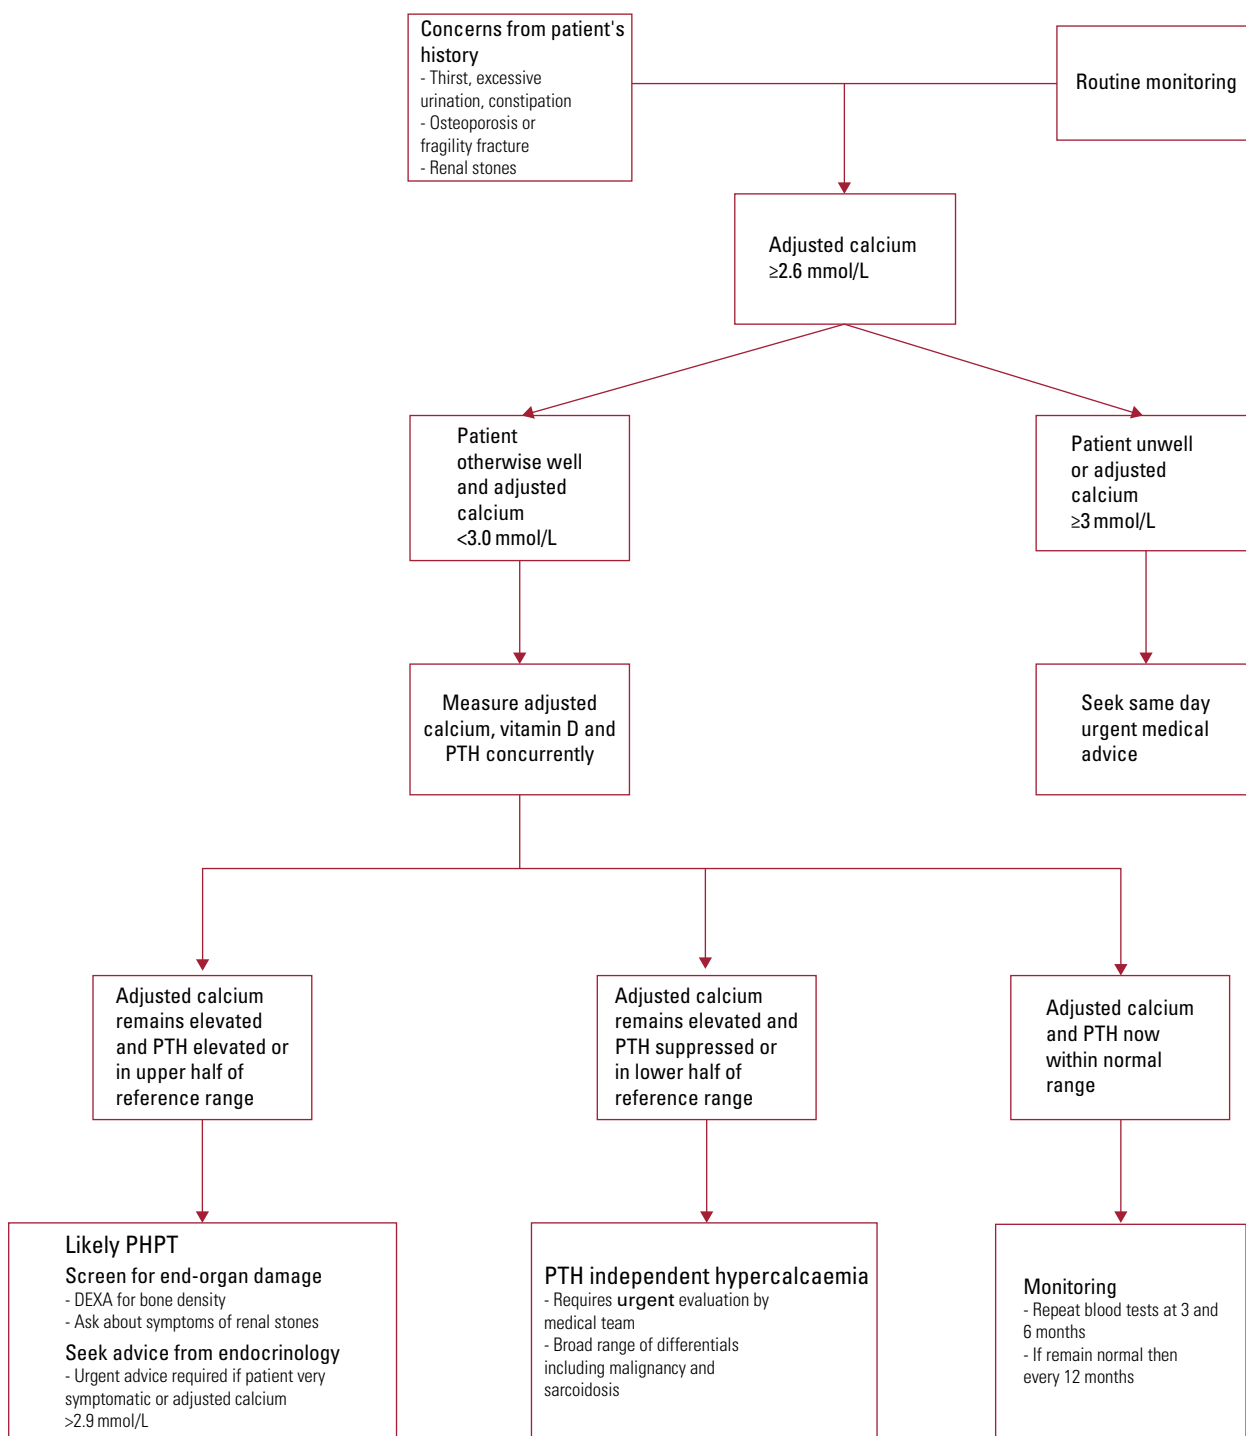 Concerns from patient's
history
- Thirst, excessive
urination, constipation
- Osteoporosis or
fragility fracture
- Renal stones
Routine monitoring
Adjusted calcium
≥2.6 mmol/L
Patient
otherwise well
and adjusted
calcium
<3.0 mmol/L
Patient unwell
or adjusted
calcium
≥3 mmol/L
Measure adjusted
calcium, vitamin D and
PTH concurrently
Seek same day
urgent medical
advice
Adjusted calcium
remains elevated
and PTH elevated or
in upper half of
reference range
Adjusted calcium
remains elevated and
PTH suppressed or
in lower half of
reference range
Adjusted calcium
and PTH now
within normal
range
Likely PHPT
Screen for end-organ damage
- DEXA for bone density
- Ask about symptoms of renal stones
Seek advice from endocrinology
- Urgent advice required if patient very
symptomatic or adjusted calcium
>2.9 mmol/L
PTH independent hypercalcaemia
- Requires urgent evaluation by
medical team
- Broad range of differentials
including malignancy and
sarcoidosis
Monitoring
- Repeat blood tests at 3 and
6 months
- If remain normal then
every 12 months